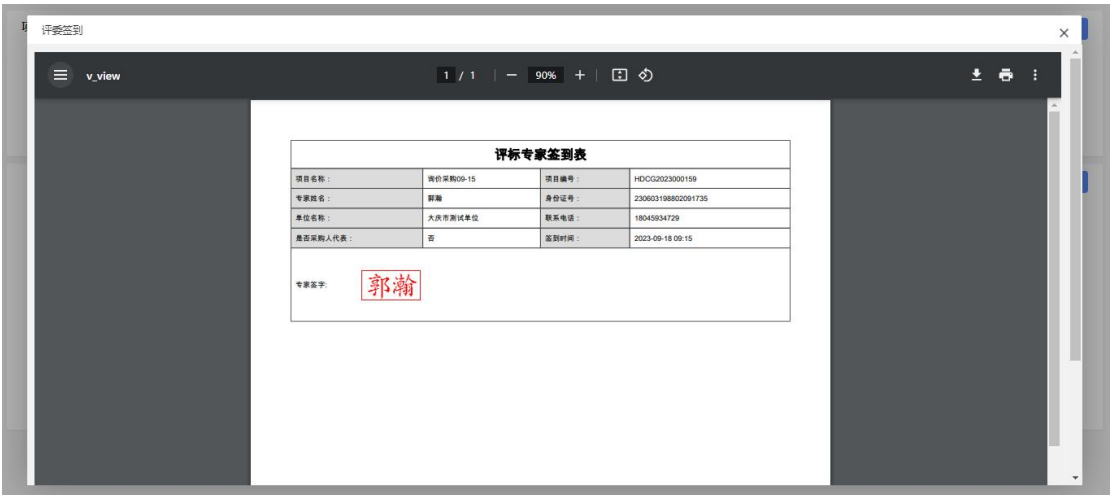 评委签到
v_view
1 / 1
90%
评标专家签到表
项目名称： 询价采购09-15 项目编号： HDCG2023000159
专家姓名： 郭瀚 身份证号： 230603198802091735
单位名称： 大庆市测试单位 联系电话： 18045934729
是否采购人代表： 否 签到时间： 2023-09-18 09:15
专家签字: 郭瀚